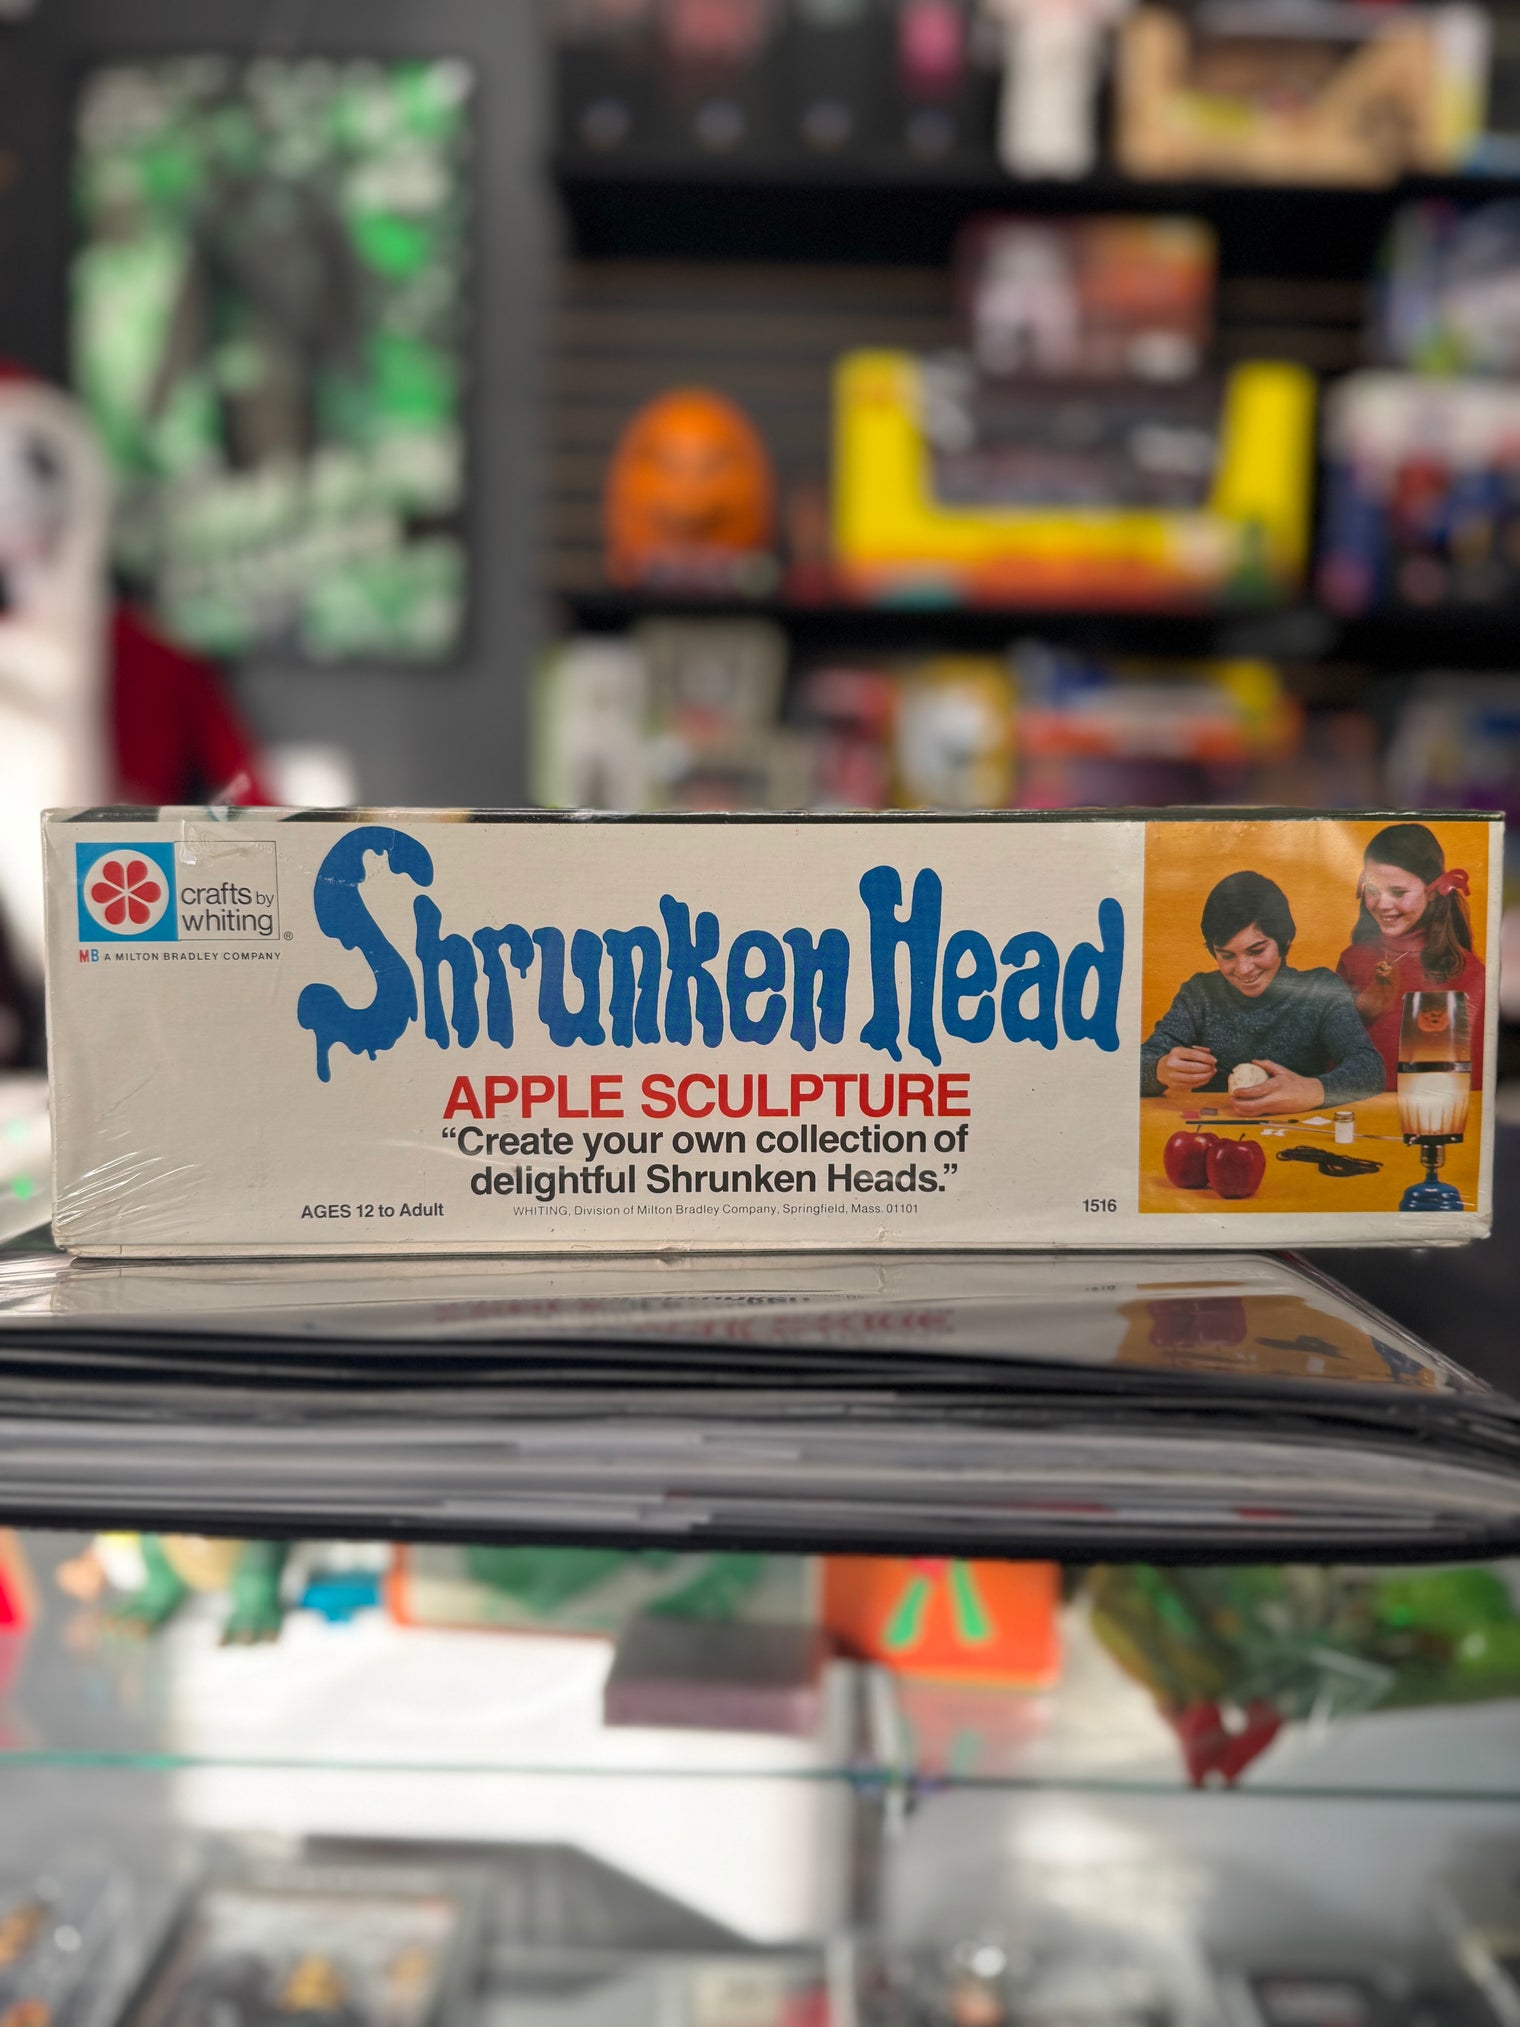 crafts by
whiting®
MB A MILTON BRADLEY COMPANY
Shrunken Head
APPLE SCULPTURE
“Create your own collection of
delightful Shrunken Heads.”
AGES 12 to Adult
WHITING, Division of Milton Bradley Company, Springfield, Mass. 01101
1516